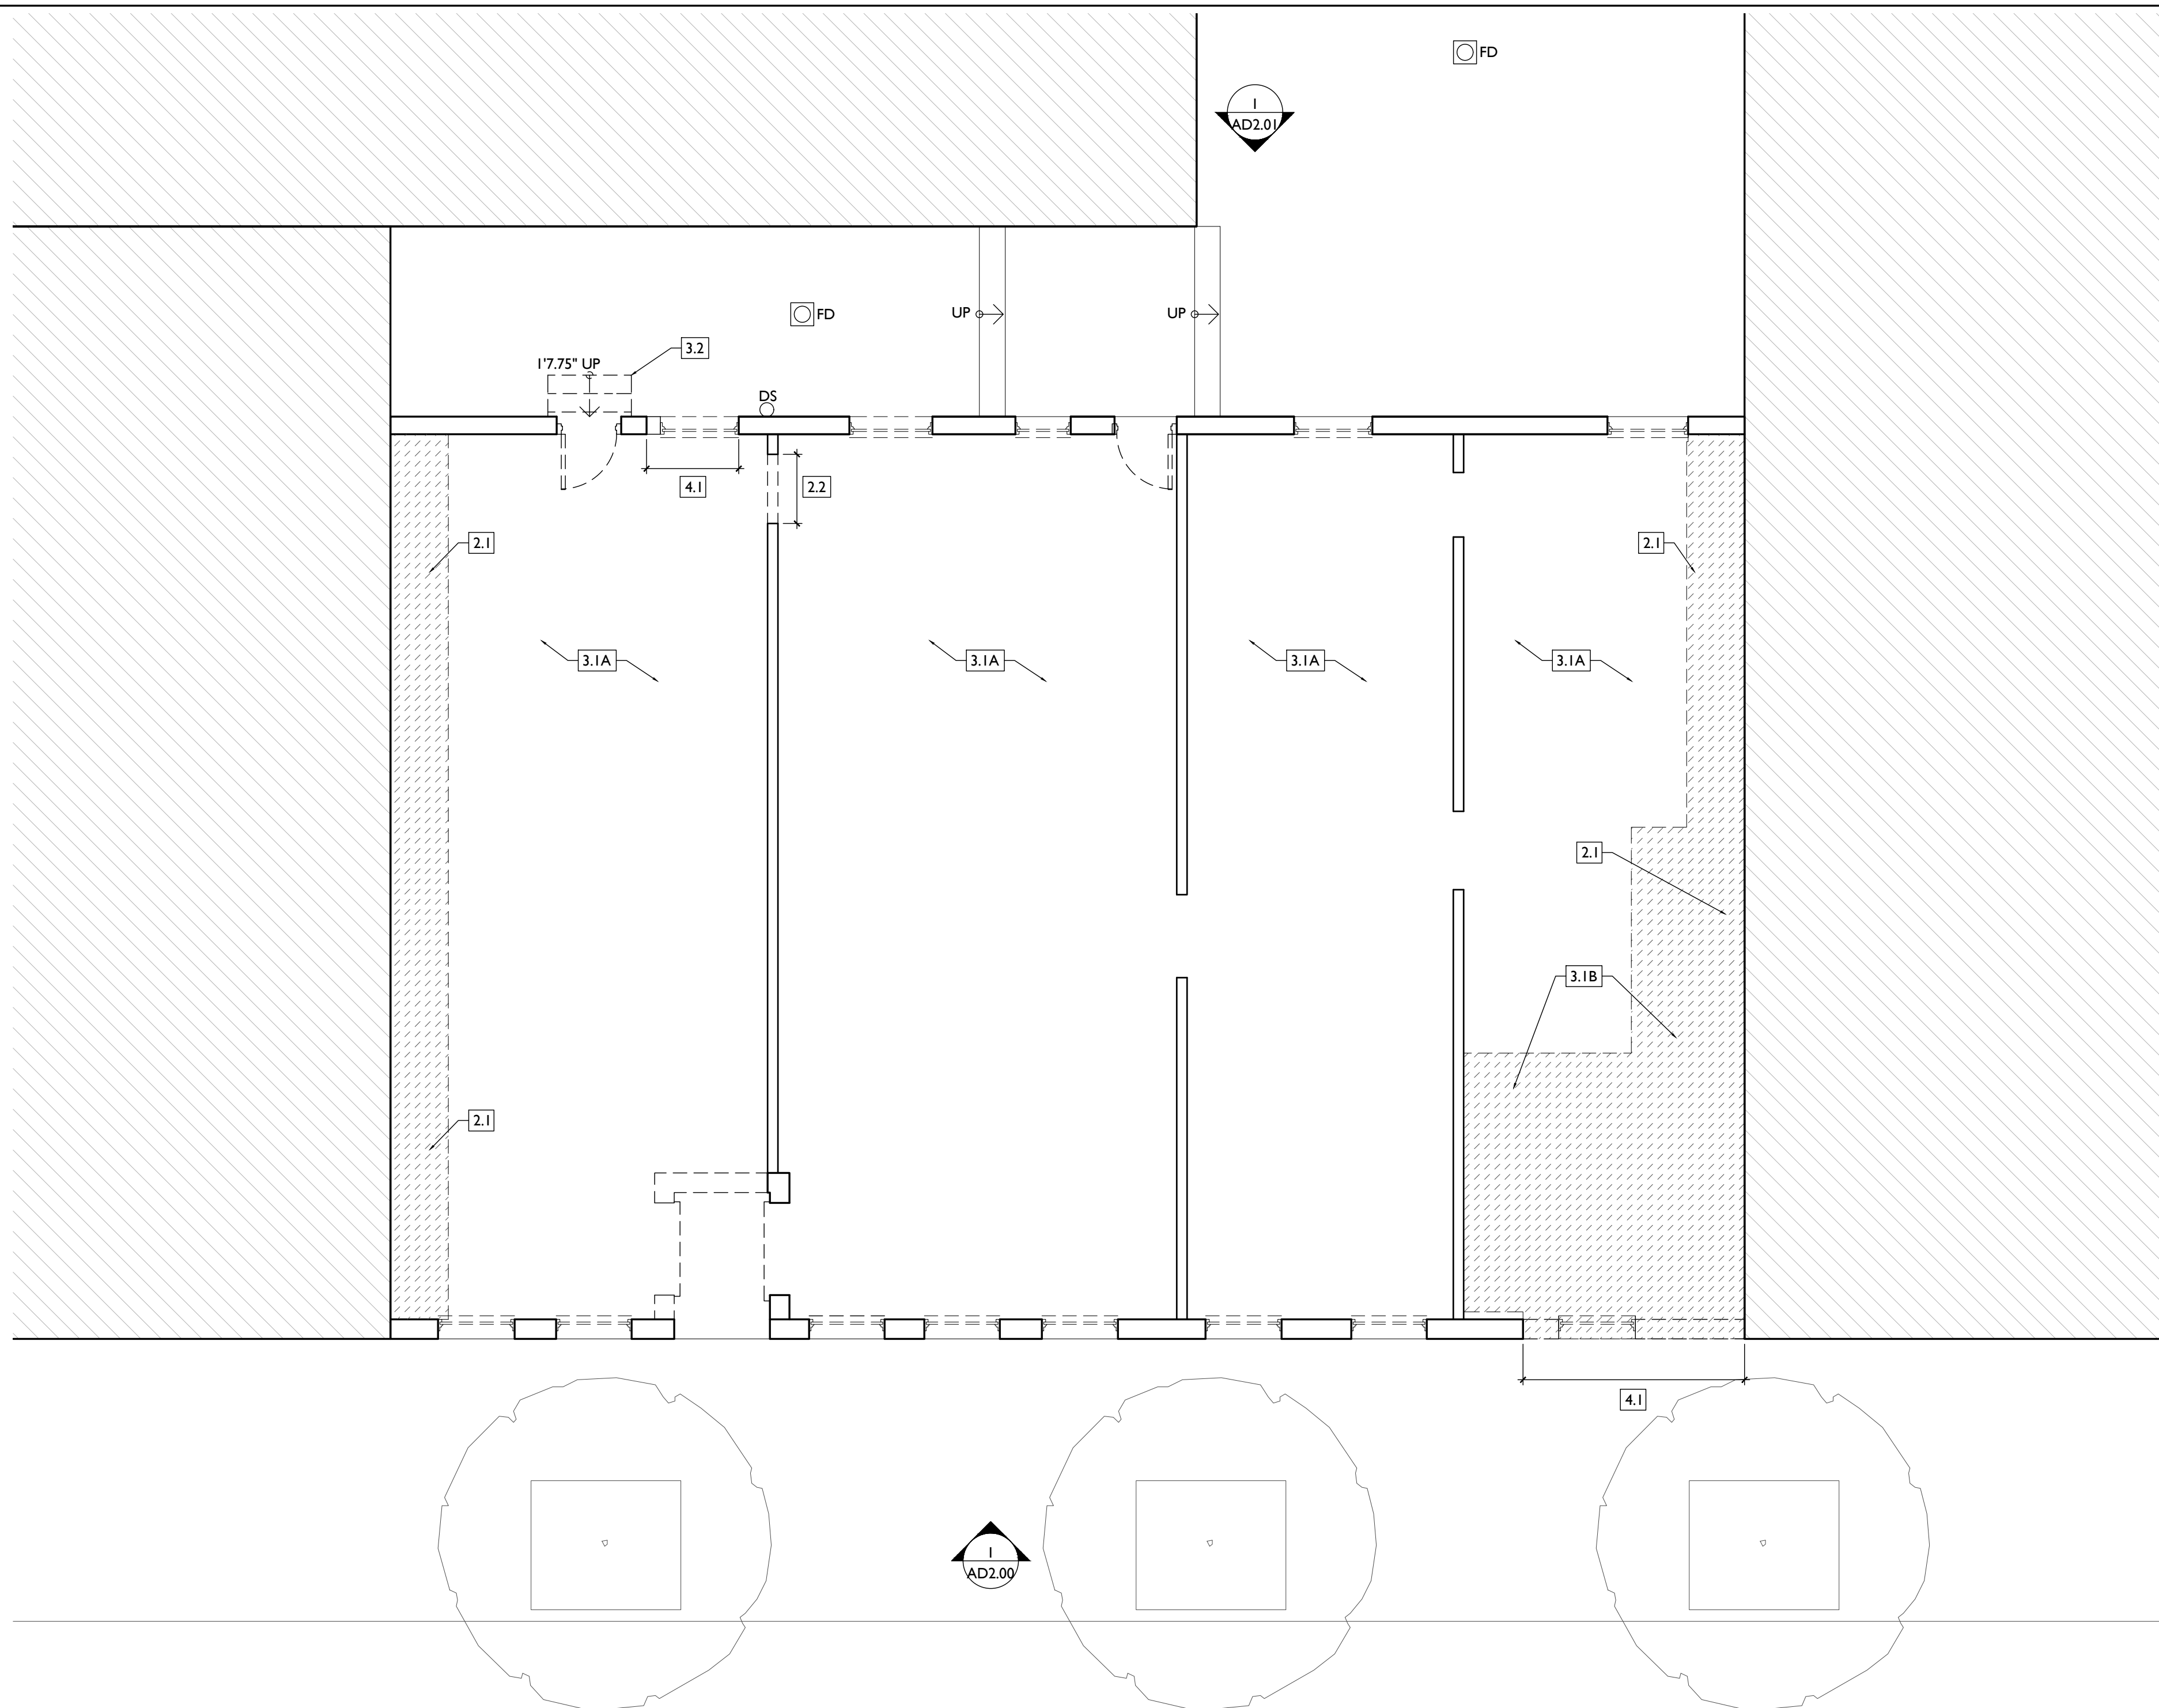 FD
1
AD2.01
FD
UP
UP
3.2
1'7.75" UP
DS
4.1
2.2
2.1
2.1
3.1A
3.1A
3.1A
3.1A
2.1
3.1B
2.1
4.1
1
AD2.00